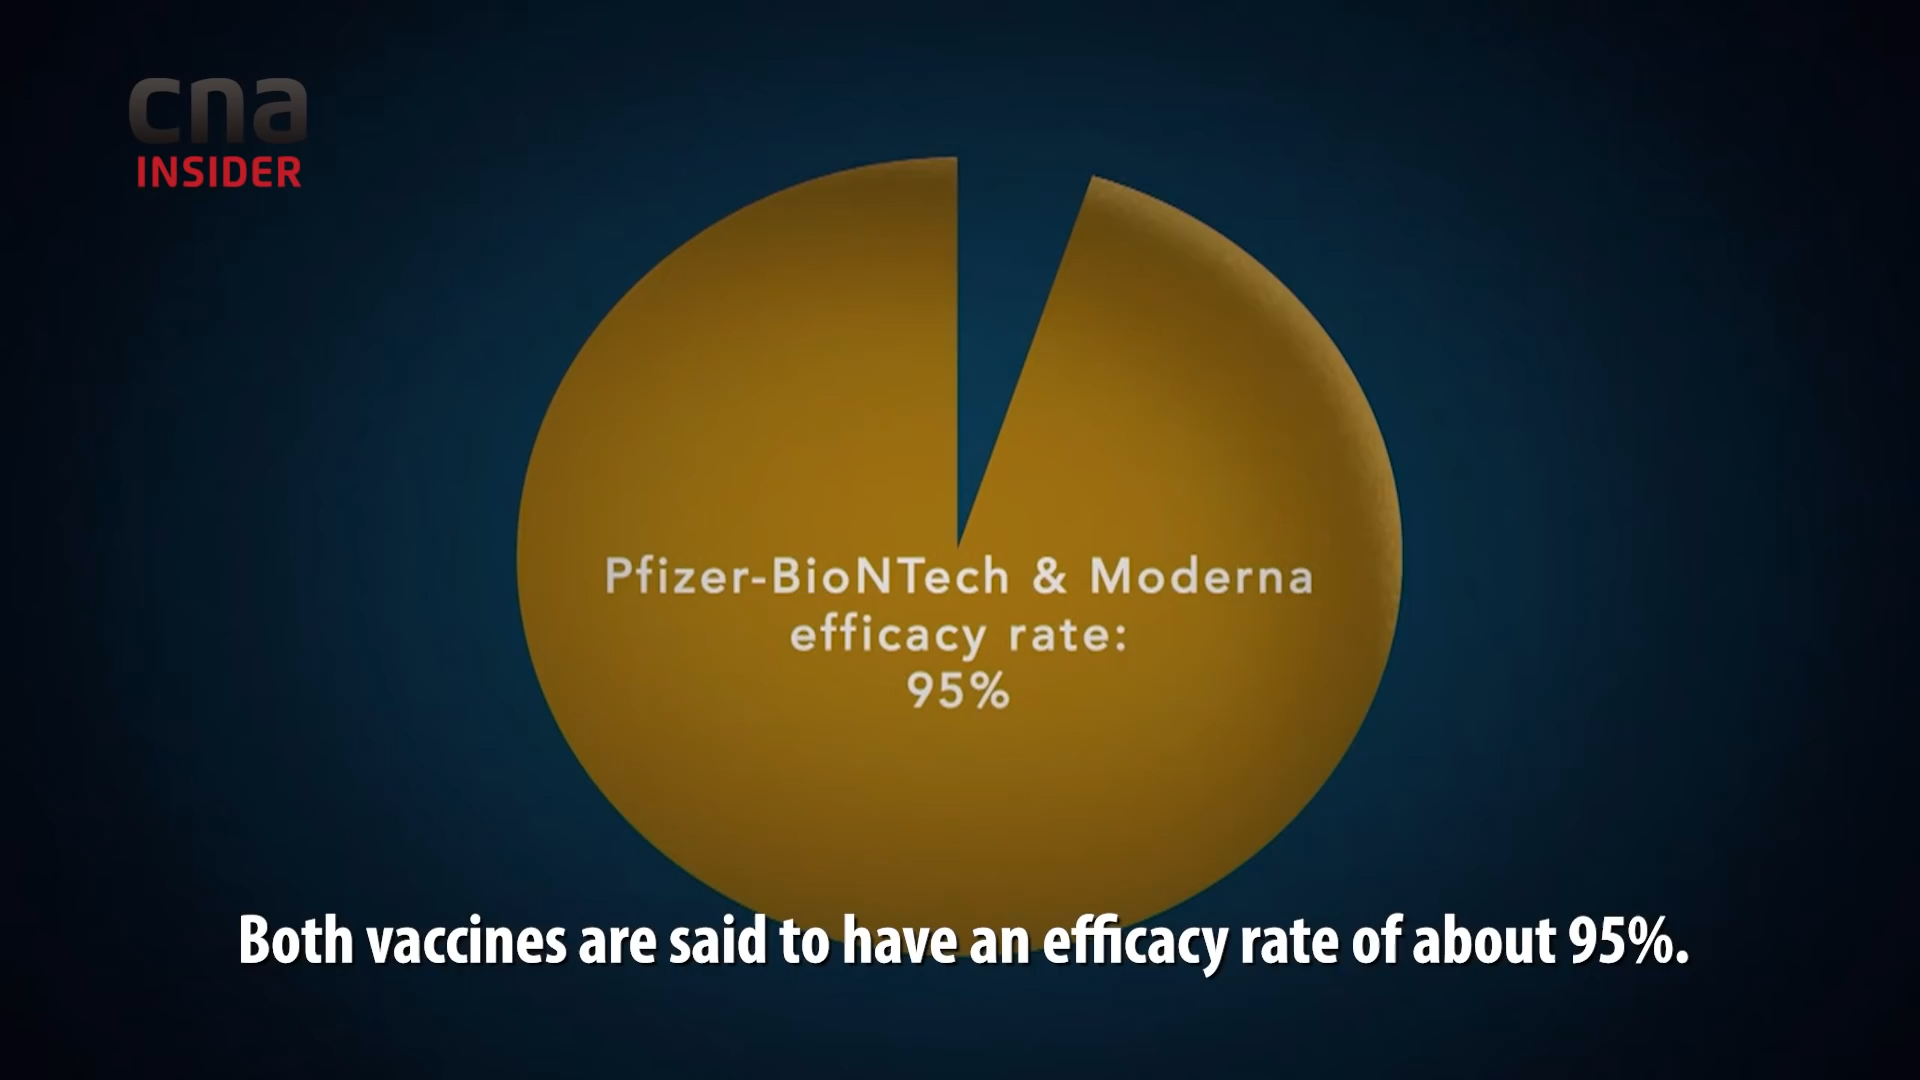 cna
INSIDER
Pfizer-BioNTech & Moderna
efficacy rate:
95%
Both vaccines are said to have an efficacy rate of about 95%.